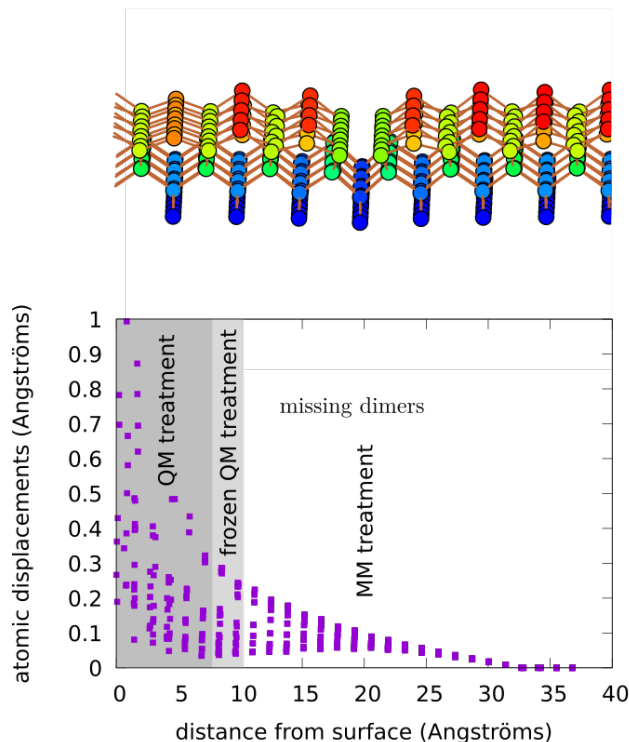 atomic displacements (Angströms)
1
0.9
0.8
0.7
0.6
0.5
0.4
0.3
0.2
0.1
0
QM treatment
frozen QM treatment
missing dimers
MM treatment
0 5 10 15 20 25 30 35 40
distance from surface (Angströms)